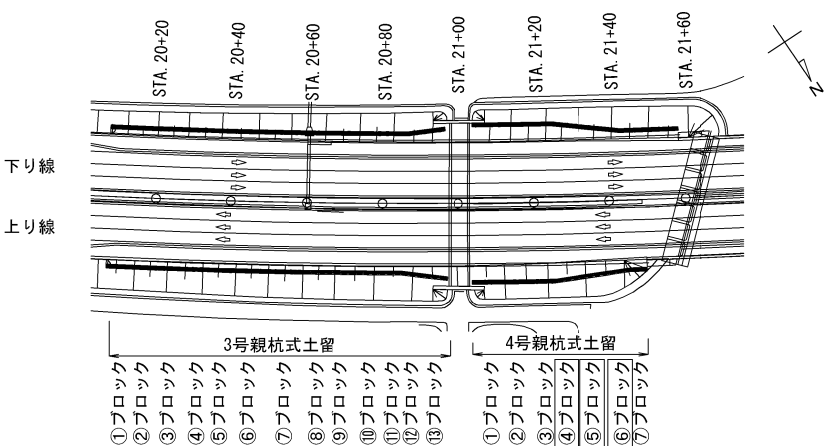 STA. 20+20
STA. 20+40
STA. 20+60
STA. 20+80
STA. 21+00
STA. 21+20
STA. 21+40
STA. 21+60
N
下り線
上り線
3号親杭式土留
4号親杭式土留
①ブロック
②ブロック
③ブロック
④ブロック
⑤ブロック
⑥ブロック
⑦ブロック
⑧ブロック
⑨ブロック
⑩ブロック
⑪ブロック
⑫ブロック
⑬ブロック
①ブロック
②ブロック
③ブロック
④ブロック
⑤ブロック
⑥ブロック
⑦ブロック